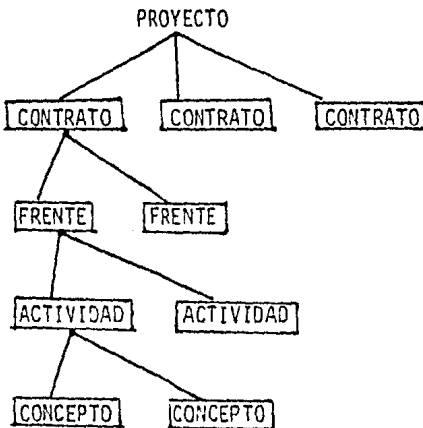 PROYECTO
CONTRATO CONTRATO CONTRATO
FRENTE FRENTE
ACTIVIDAD ACTIVIDAD
CONCEPTO CONCEPTO